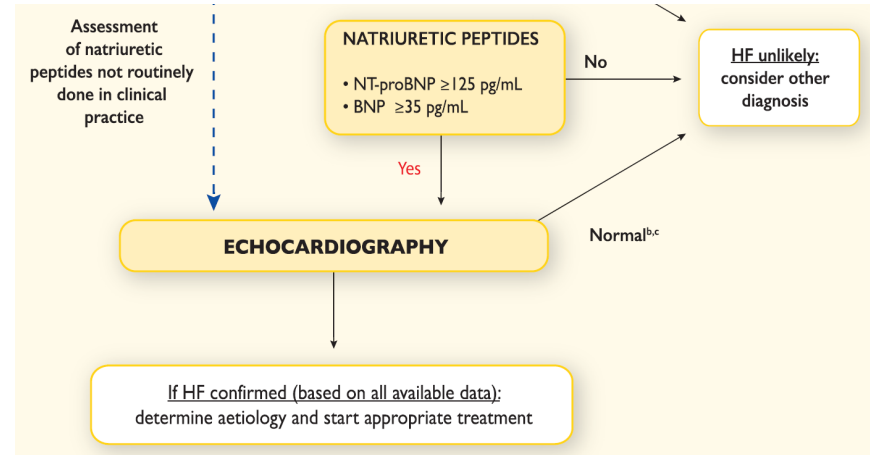 Assessment
of natriuretic
peptides not routinely
done in clinical
practice
NATRIURETIC PEPTIDES
• NT-proBNP ≥125 pg/mL
• BNP ≥35 pg/mL
No
HF unlikely:
consider other
diagnosis
Yes
ECHOCARDIOGRAPHY
Normalb,c
If HF confirmed (based on all available data):
determine aetiology and start appropriate treatment